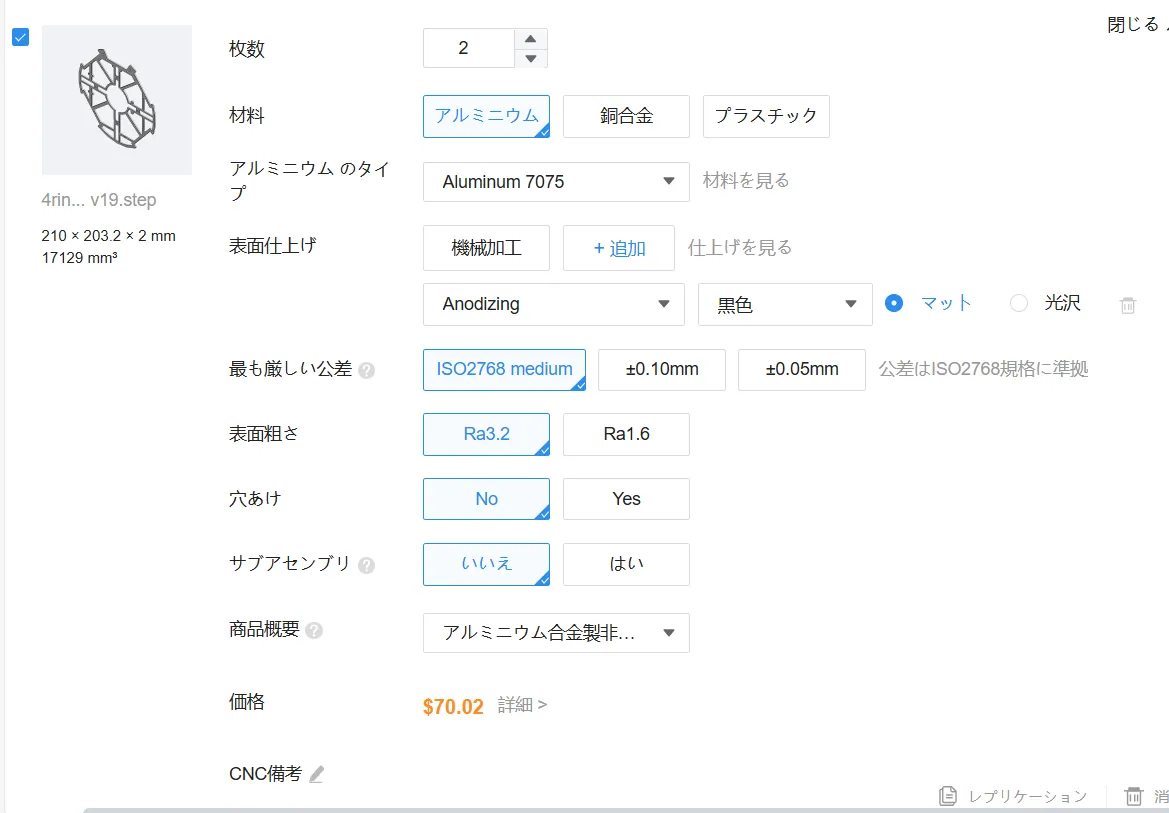 閉じる
枚数 2
材料 アルミニウム 銅合金 プラスチック
アルミニウム のタイ
プ
Aluminum 7075 材料を見る
4rin... v19.step
210 × 203.2 × 2 mm
17129 mm³
表面仕上げ 機械加工 + 追加 仕上げを見る
Anodizing 黒色 マット 光沢
最も厳しい公差 ? ISO2768 medium ±0.10mm ±0.05mm 公差はISO2768規格に準拠
表面粗さ Ra3.2 Ra1.6
穴あけ No Yes
サブアセンブリ ? いいえ はい
商品概要 ? アルミニウム合金製非...
価格 $70.02 詳細 >
CNC備考
レプリケーション 消